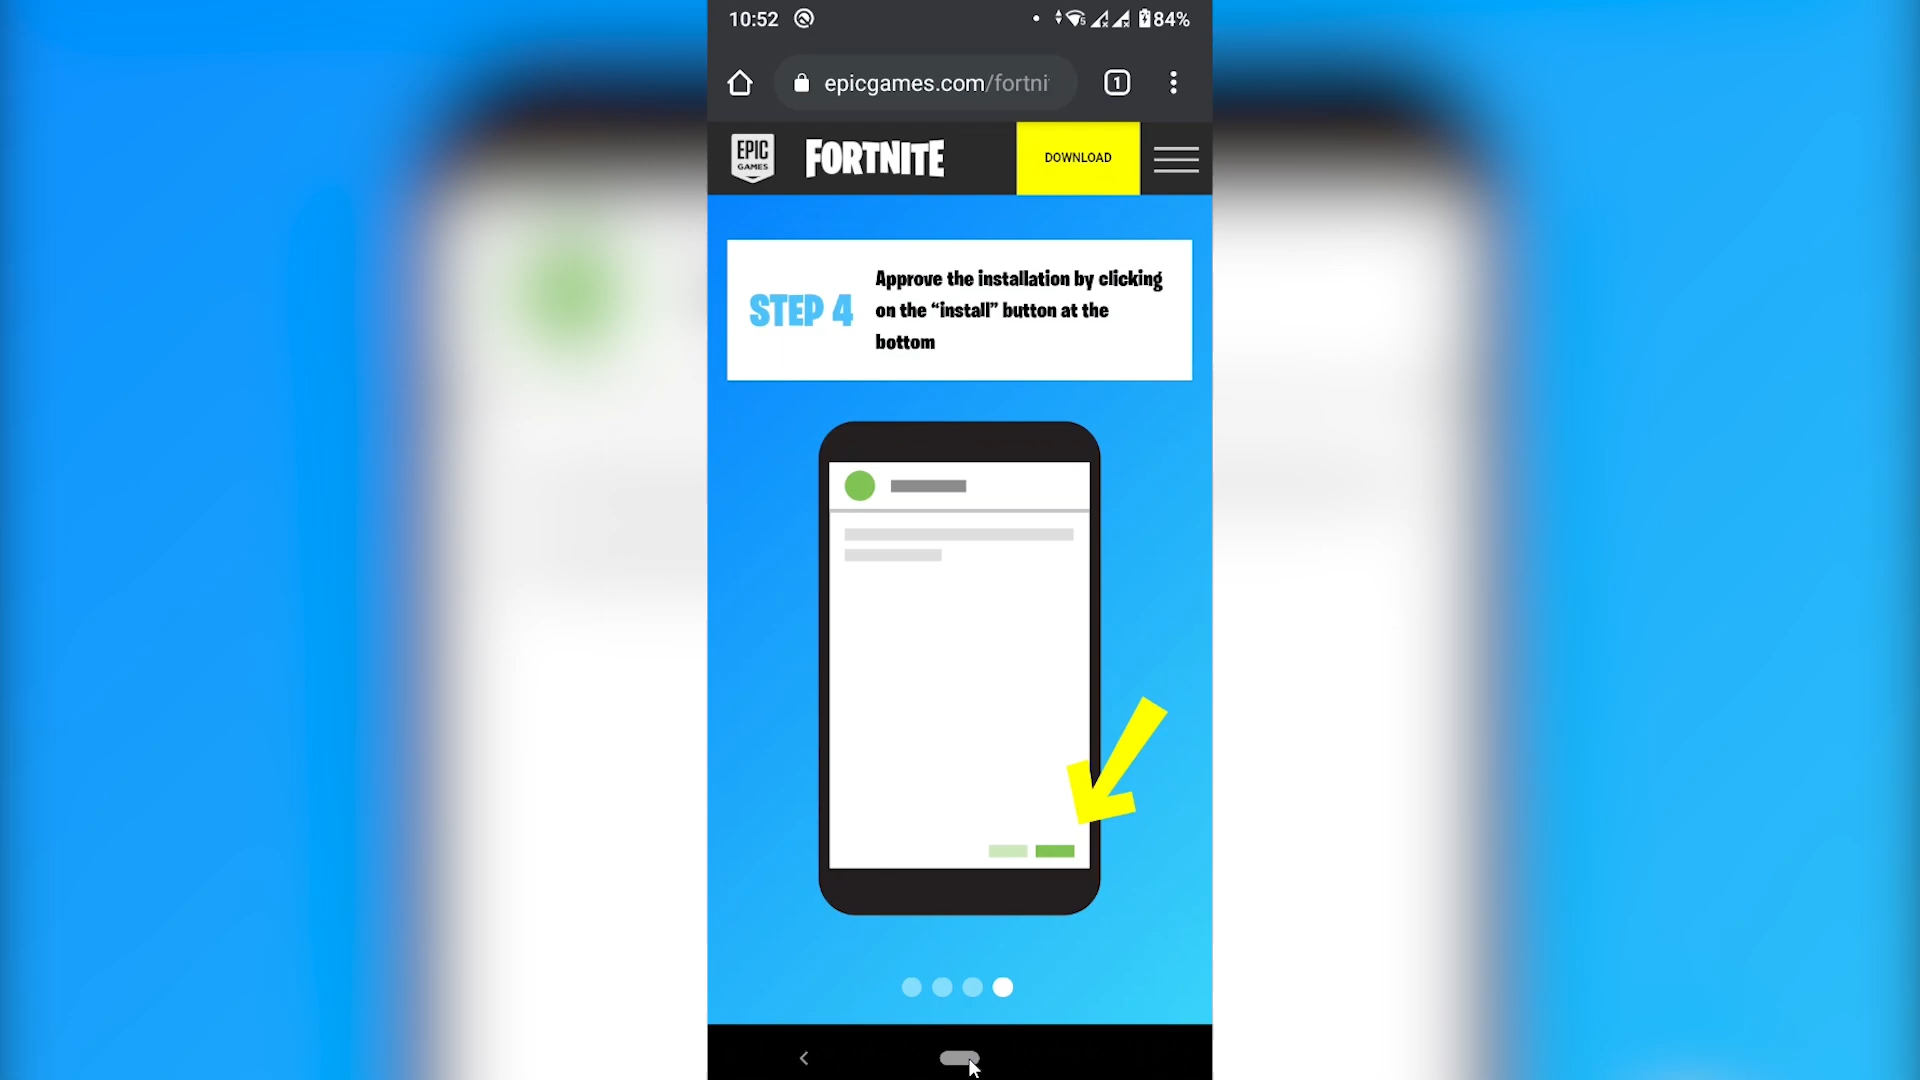 10:52
84%
epicgames.com/fortni
1
EPIC
GAMES
FORTNITE
DOWNLOAD
STEP 4
Approve the installation by clicking
on the “install” button at the
bottom